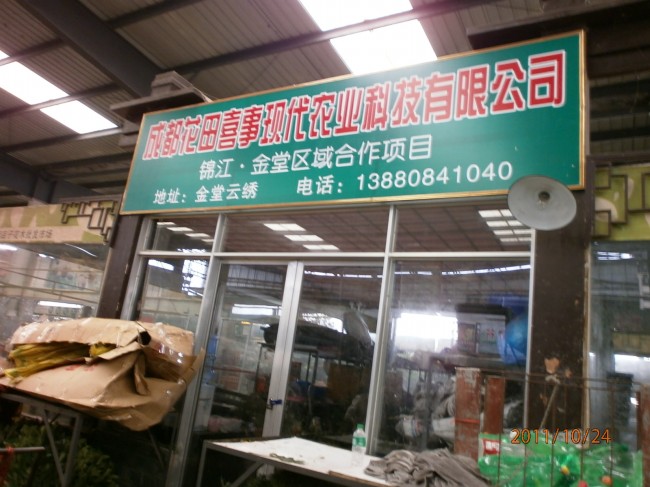 成都花田喜事现代农业科技有限公司
锦江·金堂区域合作项目
地址：金堂云绣 电话：13880841040
2011/10/24